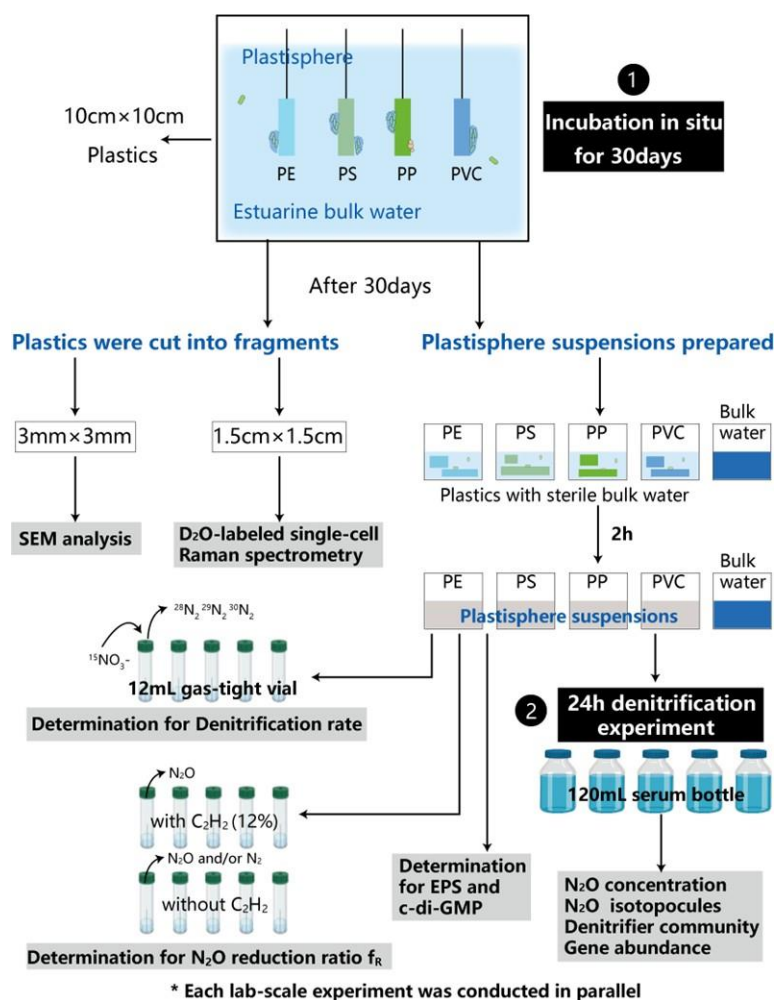 Plastisphere
10cm×10cm
Plastics
PE PS PP PVC
Estuarine bulk water
1
Incubation in situ
for 30days
After 30days
Plastics were cut into fragments
Plastisphere suspensions prepared
3mm×3mm
1.5cm×1.5cm
PE PS PP PVC
Bulk
water
Plastics with sterile bulk water
SEM analysis
D₂O-labeled single-cell
Raman spectrometry
2h
PE PS PP PVC
Bulk
water
Plastisphere suspensions
²⁸N₂ ²⁹N₂ ³⁰N₂
¹⁵NO₃-
12mL gas-tight vial
Determination for Denitrification rate
2
24h denitrification
experiment
120mL serum bottle
N₂O
with C₂H₂ (12%)
N₂O and/or N₂
without C₂H₂
Determination for N₂O reduction ratio fR
Determination
for EPS and
c-di-GMP
N₂O concentration
N₂O isotopocules
Denitrifier community
Gene abundance
* Each lab-scale experiment was conducted in parallel